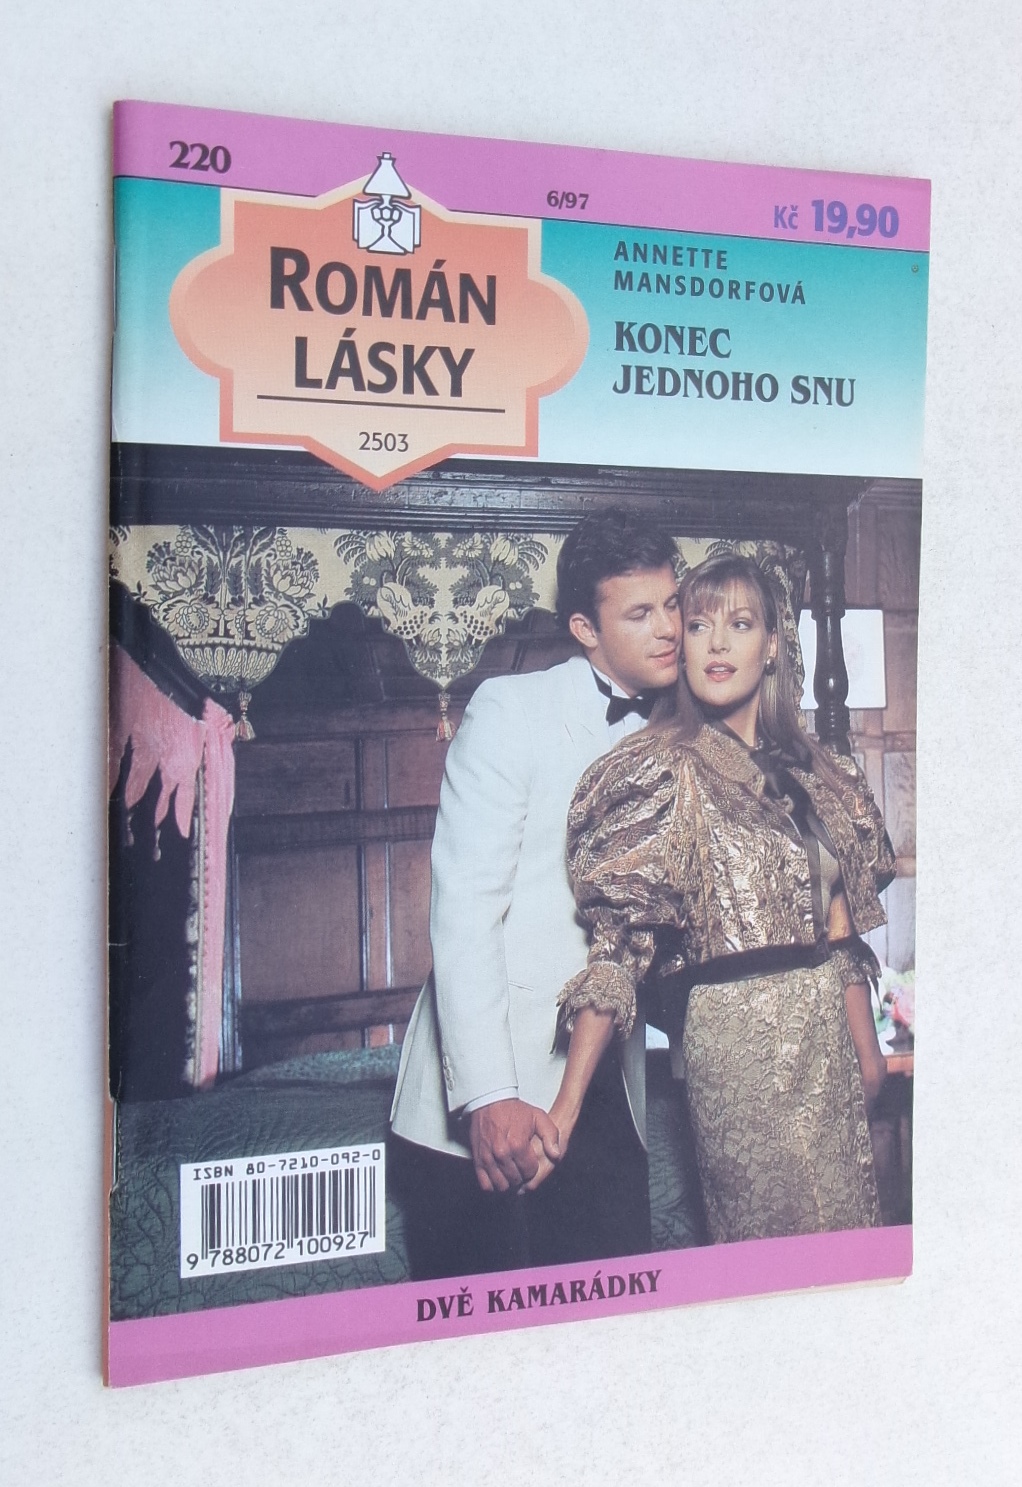 220
6/97
Kč 19,90
ROMÁN
LÁSKY
2503
ANNETTE
MANSDORFOVÁ
KONEC
JEDNOHO SNU
ISBN 80-7210-092-0
9 788072 100927
DVĚ KAMARÁDKY